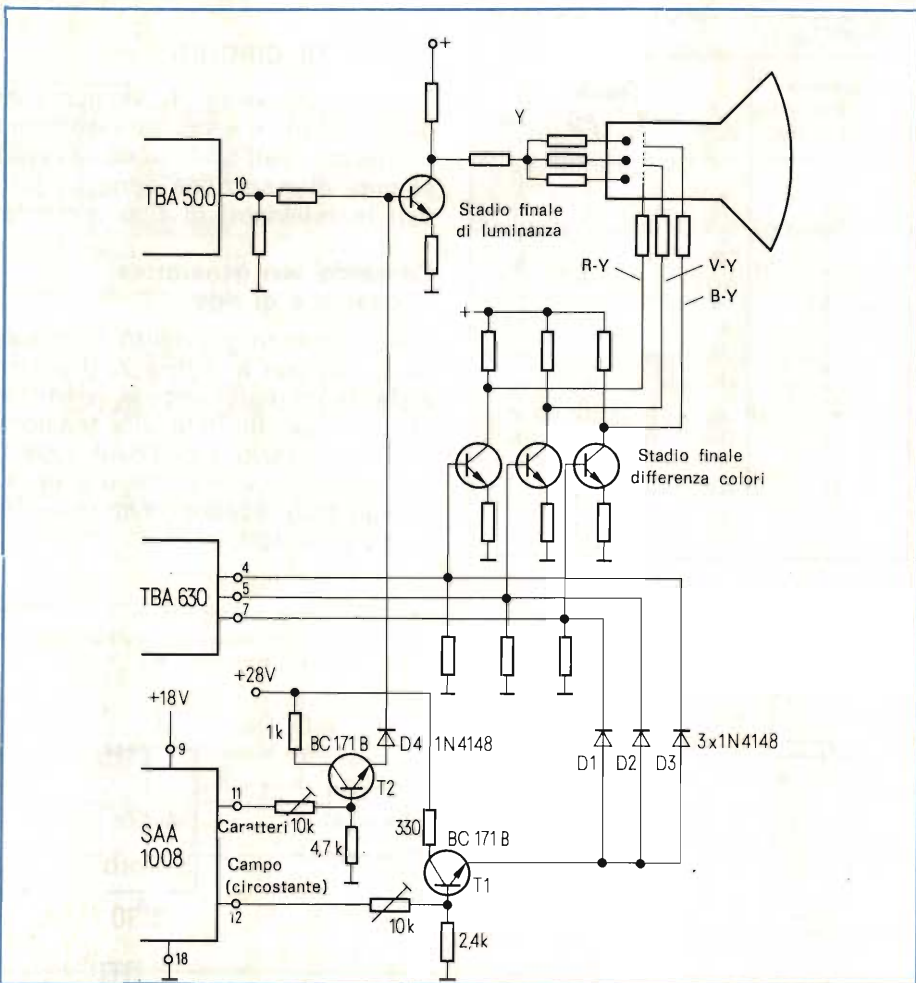 +
Y
TBA 500
10
Stadio finale
di luminanza
R-Y
V-Y
B-Y
+
Stadio finale
differenza colori
TBA 630
4
5
7
+28V
+18V
1k
BC 171 B
D4
1N4148
D1
D2
D3
3x1N4148
9
T2
SAA
1008
11
Caratteri
10k
4,7k
330
BC 171 B
Campo
(circostante)
T1
12
10k
2,4k
18